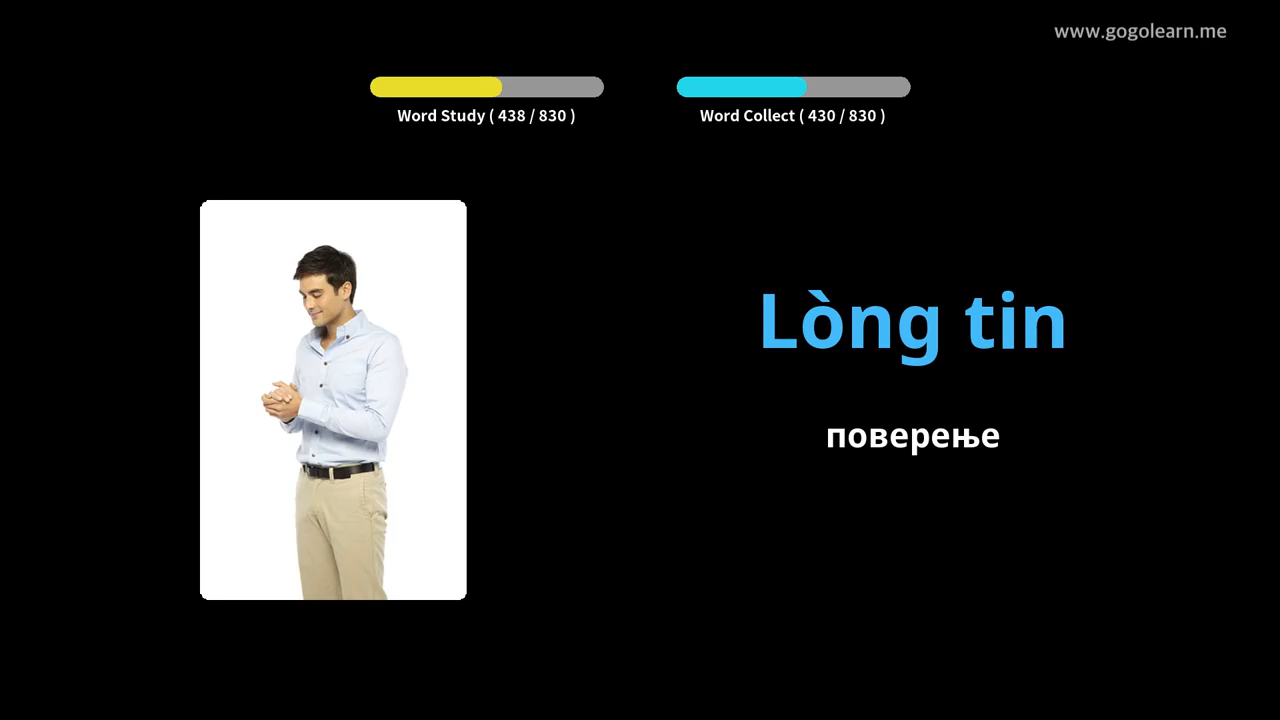 www.gogolearn.me
Word Study ( 438 / 830 )
Word Collect ( 430 / 830 )
Lòng tin
поверење